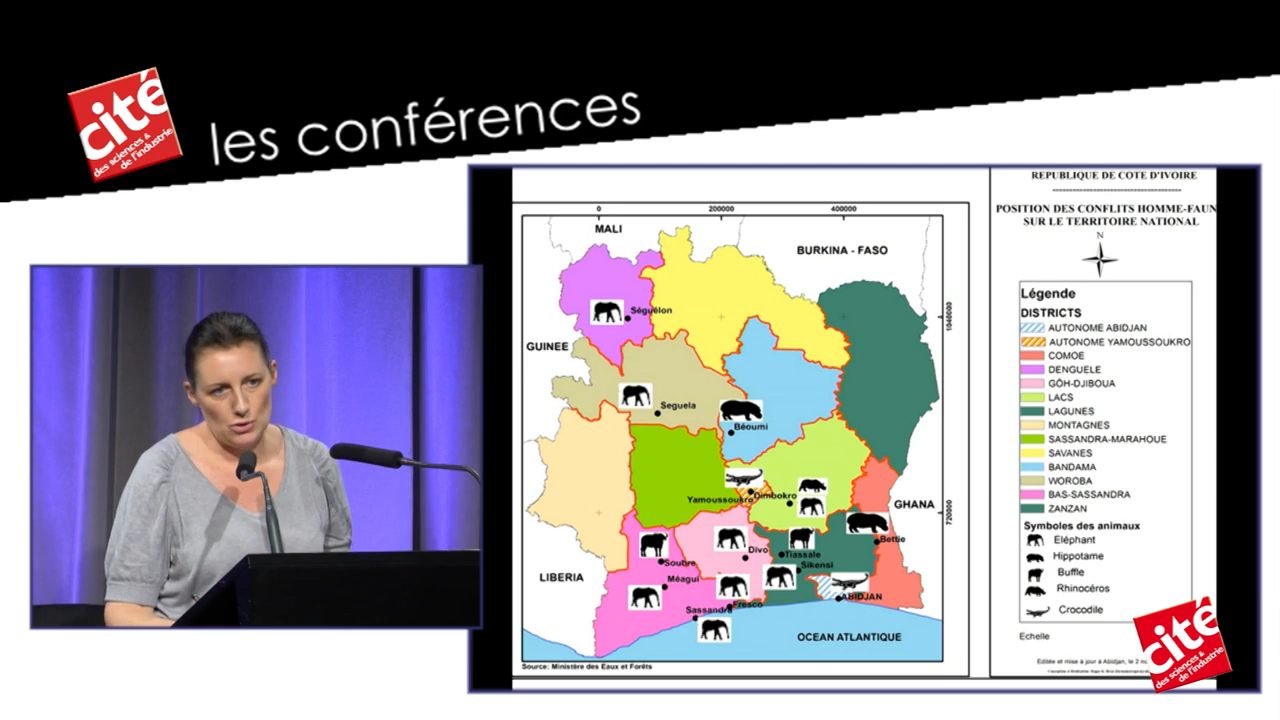 cité
des sciences &
de l'industrie
les conférences
REPUBLIQUE DE COTE D'IVOIRE
POSITION DES CONFLITS HOMME-FAUN
SUR LE TERRITOIRE NATIONAL
N
0 200000 400000
MALI
BURKINA - FASO
Séguélon
1040000
GUINEE
Seguela
Béoumi
Yamoussoukro
Dimbokro
GHANA
720000
Bettie
Divo
Tiassale
Soubre
Sikensi
LIBERIA
Méagui
Fresco
Sassandra
ABIDJAN
OCEAN ATLANTIQUE
Source: Ministère des Eaux et Forêts
Légende
DISTRICTS
AUTONOME ABIDJAN
AUTONOME YAMOUSSOUKRO
COMOE
DENGUELE
GÔH-DJIBOUA
LACS
LAGUNES
MONTAGNES
SASSANDRA-MARAHOUE
SAVANES
BANDAMA
WOROBA
BAS-SASSANDRA
ZANZAN
Symboles des animaux
Eléphant
Hippotame
Buffle
Rhinocéros
Crocodile
Echelle
Editée et mise à jour à Abidjan, le 2
cité
des sciences &
de l'industrie